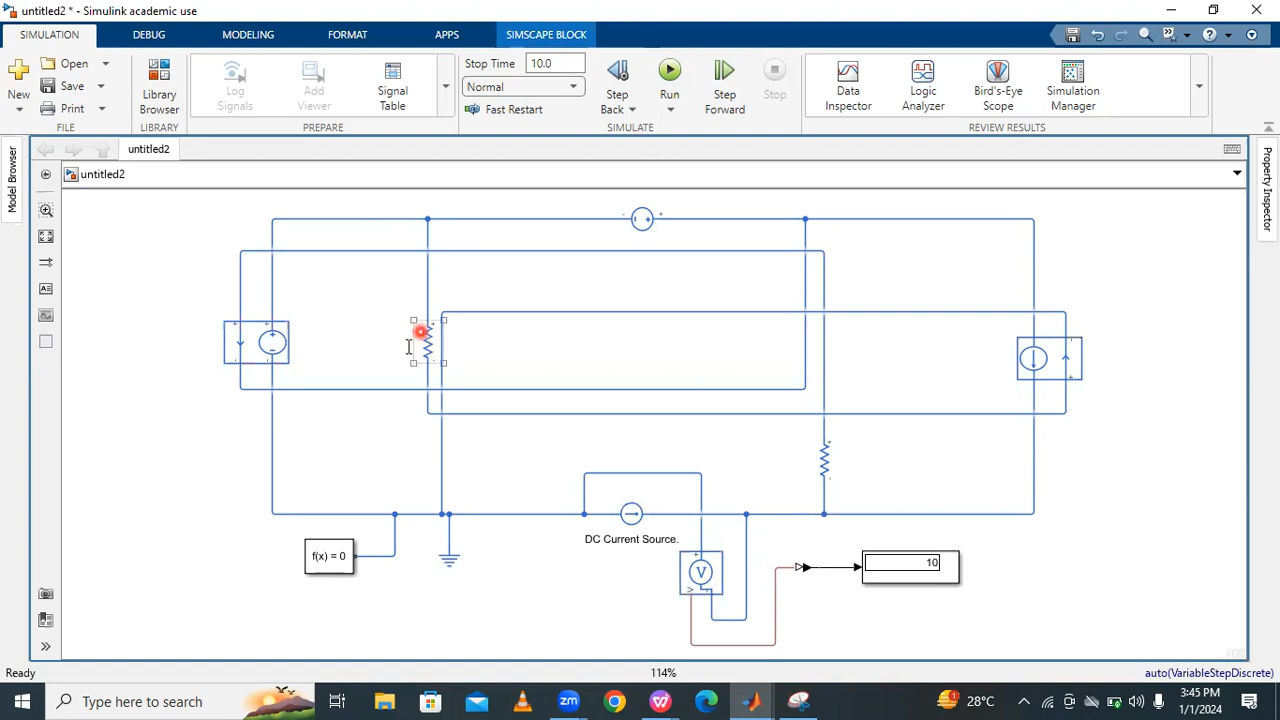 untitled2 * - Simulink academic use
SIMULATION DEBUG MODELING FORMAT APPS SIMSCAPE BLOCK
New
Open
Save
Print
FILE
Library Browser
LIBRARY
Log Signals
Add Viewer
Signal Table
PREPARE
Stop Time 10.0
Normal
Fast Restart
Step Back
Run
Step Forward
Stop
SIMULATE
Data Inspector
Logic Analyzer
Bird's-Eye Scope
Simulation Manager
REVIEW RESULTS
Model Browser
untitled2
untitled2
Property Inspector
f(x) = 0
DC Current Source.
V
10
Ready 114% auto(VariableStepDiscrete)
Type here to search
28°C
3:45 PM
1/1/2024